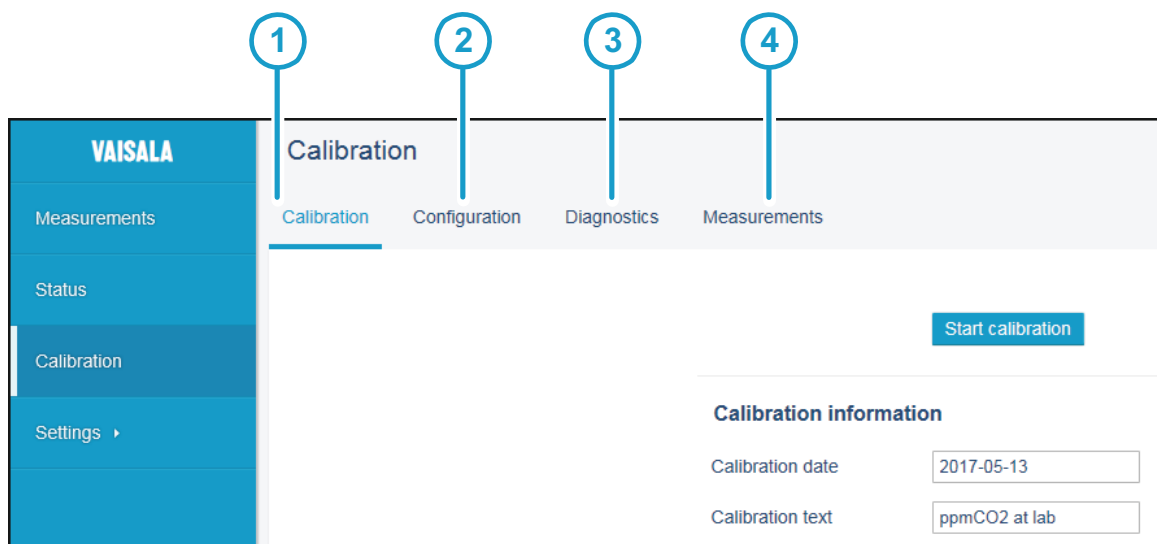 1 2 3 4
VAISALA
Calibration
Measurements
Calibration Configuration Diagnostics Measurements
Status
Start calibration
Calibration
Calibration information
Settings
Calibration date 2017-05-13
Calibration text ppmCO2 at lab